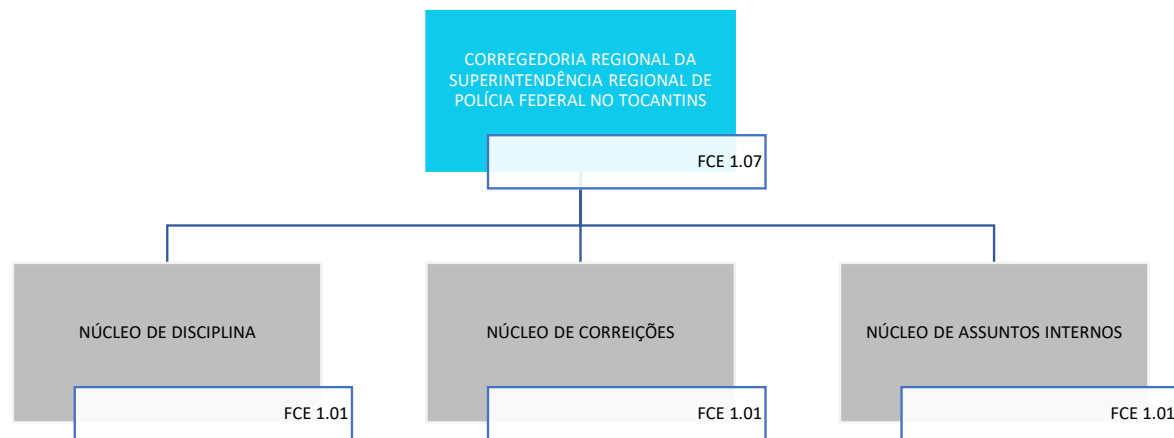 CORREGEDORIA REGIONAL DA
SUPERINTENDÊNCIA REGIONAL DE
POLÍCIA FEDERAL NO TOCANTINS
FCE 1.07
NÚCLEO DE DISCIPLINA
FCE 1.01
NÚCLEO DE CORREIÇÕES
FCE 1.01
NÚCLEO DE ASSUNTOS INTERNOS
FCE 1.01